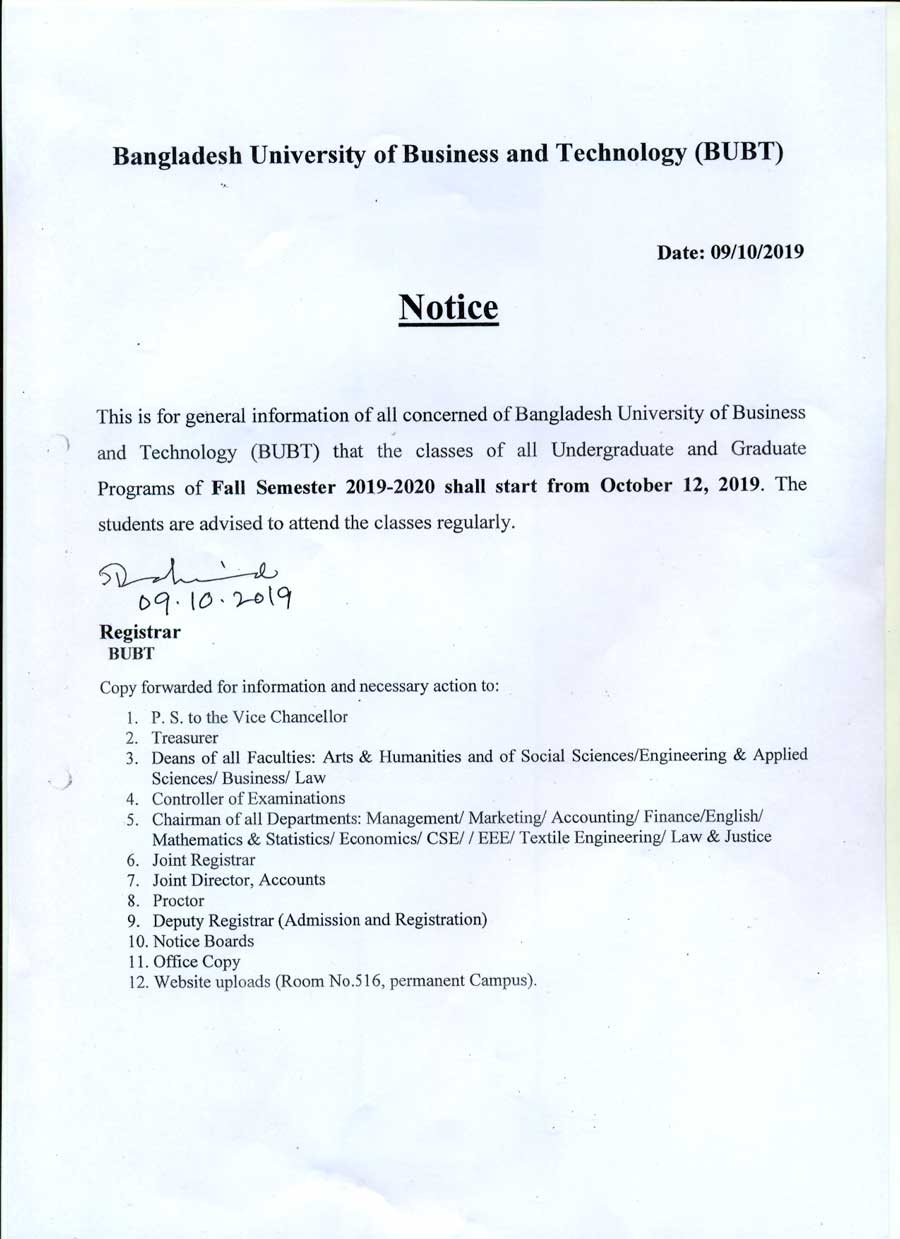 Bangladesh University of Business and Technology (BUBT)
Date: 09/10/2019
Notice
This is for general information of all concerned of Bangladesh University of Business
and Technology (BUBT) that the classes of all Undergraduate and Graduate
Programs of Fall Semester 2019-2020 shall start from October 12, 2019. The
students are advised to attend the classes regularly.
09.10.2019
Registrar
BUBT
Copy forwarded for information and necessary action to:
1. P. S. to the Vice Chancellor
2. Treasurer
3. Deans of all Faculties: Arts & Humanities and of Social Sciences/Engineering & Applied
Sciences/ Business/ Law
4. Controller of Examinations
5. Chairman of all Departments: Management/ Marketing/ Accounting/ Finance/English/
Mathematics & Statistics/ Economics/ CSE/ / EEE/ Textile Engineering/ Law & Justice
6. Joint Registrar
7. Joint Director, Accounts
8. Proctor
9. Deputy Registrar (Admission and Registration)
10. Notice Boards
11. Office Copy
12. Website uploads (Room No.516, permanent Campus).